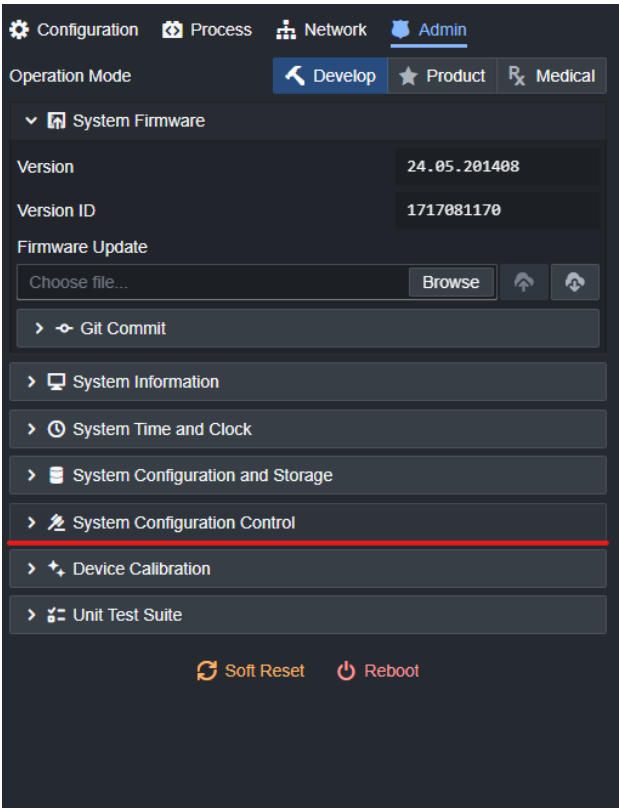 Configuration Process Network Admin
Operation Mode Develop Product Medical
System Firmware
Version 24.05.201408
Version ID 1717081170
Firmware Update
Choose file... Browse
Git Commit
System Information
System Time and Clock
System Configuration and Storage
System Configuration Control
Device Calibration
Unit Test Suite
Soft Reset Reboot